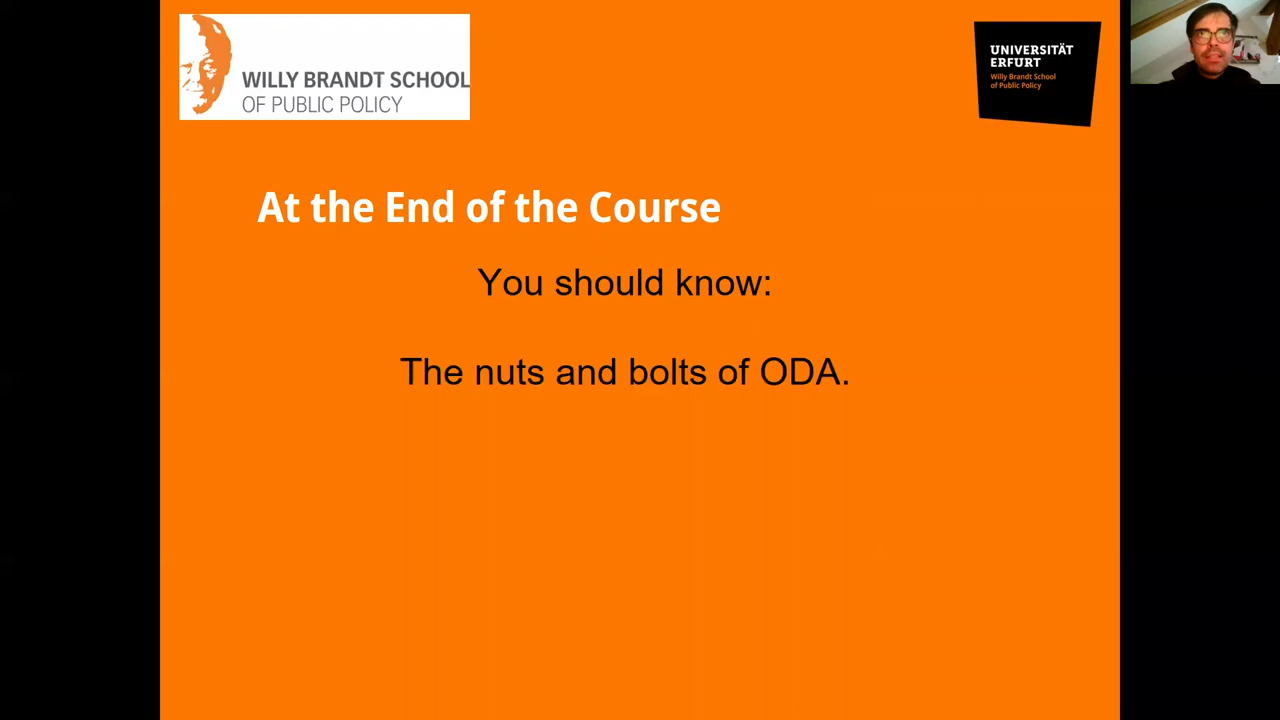 WILLY BRANDT SCHOOL
OF PUBLIC POLICY
UNIVERSITÄT
ERFURT
Willy Brandt School
of Public Policy
At the End of the Course
You should know:
The nuts and bolts of ODA.